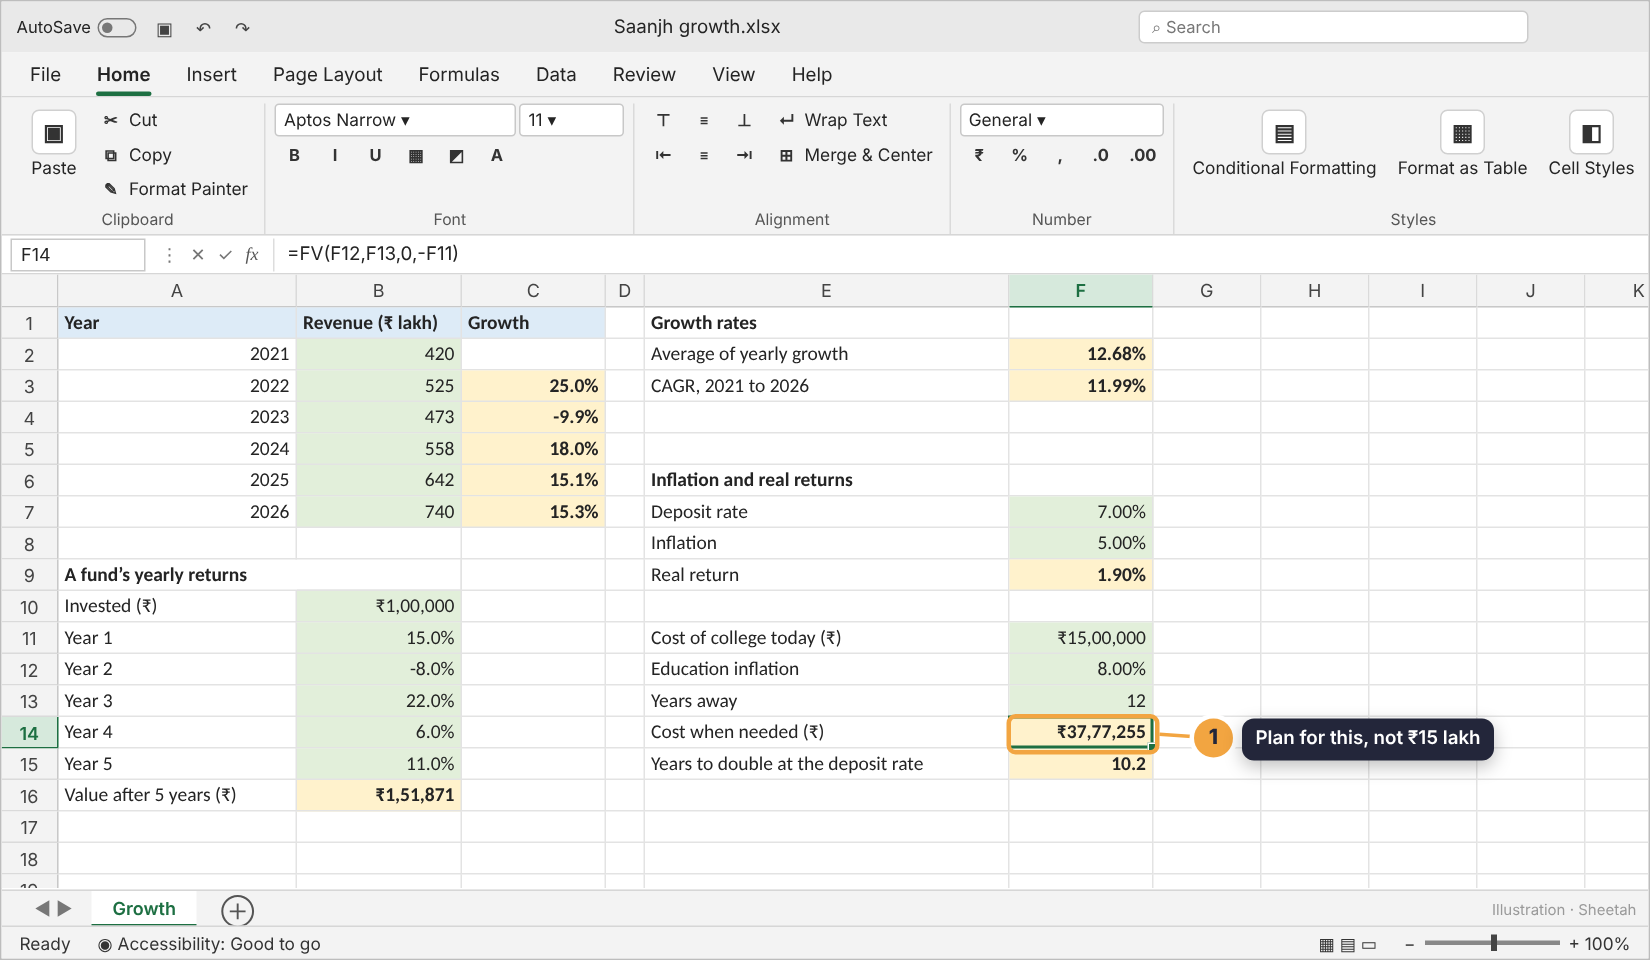 AutoSave
Saanjh growth.xlsx
Search
File Home Insert Page Layout Formulas Data Review View Help
Paste
Cut
Copy
Format Painter
Clipboard
Aptos Narrow ▾ 11 ▾
B I U A
Font
Wrap Text
Merge & Center
Alignment
General ▾
₹ % , .0 .00
Number
Conditional Formatting Format as Table Cell Styles
Styles
F14 fx =FV(F12,F13,0,-F11)
A B C D E F G H I J K
1 Year Revenue (₹ lakh) Growth Growth rates
2 2021 420 Average of yearly growth 12.68%
3 2022 525 25.0% CAGR, 2021 to 2026 11.99%
4 2023 473 -9.9%
5 2024 558 18.0%
6 2025 642 15.1% Inflation and real returns
7 2026 740 15.3% Deposit rate 7.00%
8 Inflation 5.00%
9 A fund’s yearly returns Real return 1.90%
10 Invested (₹) ₹1,00,000
11 Year 1 15.0% Cost of college today (₹) ₹15,00,000
12 Year 2 -8.0% Education inflation 8.00%
13 Year 3 22.0% Years away 12
14 Year 4 6.0% Cost when needed (₹) ₹37,77,255 1 Plan for this, not ₹15 lakh
15 Year 5 11.0% Years to double at the deposit rate 10.2
16 Value after 5 years (₹) ₹1,51,871
17
18
Growth
Illustration · Sheetah
Ready Accessibility: Good to go − + 100%